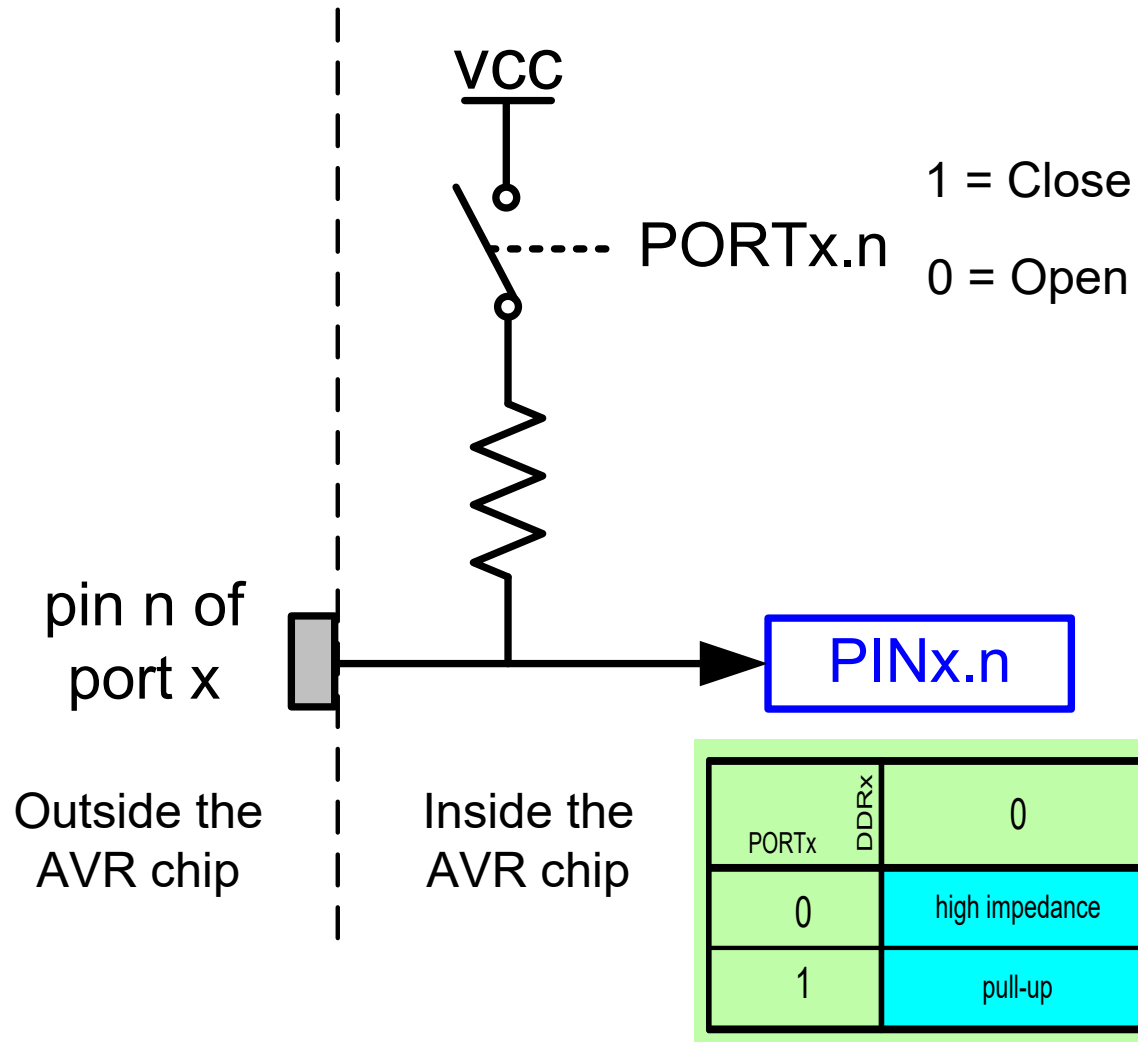 vcc
1 = Close
PORTx.n
0 = Open
pin n of
port x
PINx.n
Outside the
AVR chip
Inside the
AVR chip
DDRx
PORTx
0
0
high impedance
1
pull-up